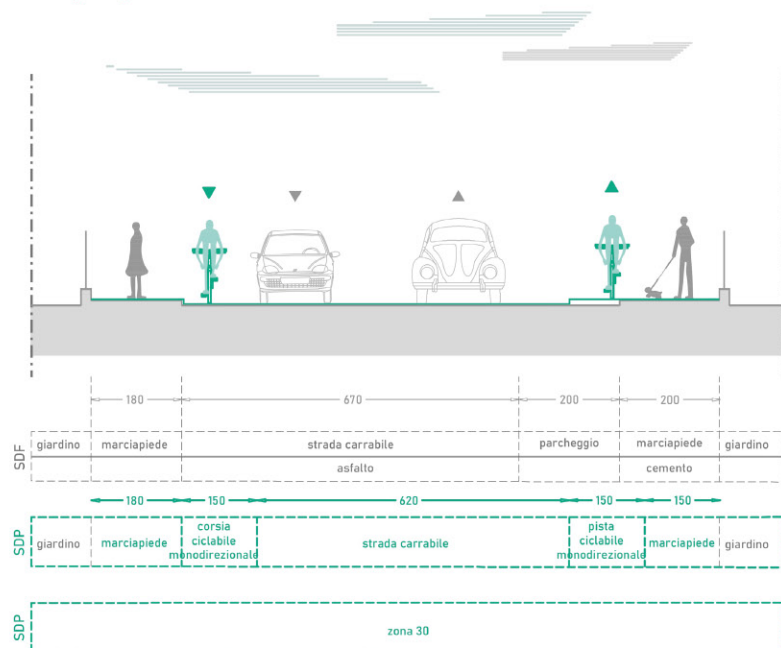 180 670 200 200
SDF giardino marciapiede strada carrabile parcheggio marciapiede giardino
asfalto cemento
180 150 620 150 150
SDP giardino marciapiede corsia ciclabile monodirezionale strada carrabile pista ciclabile monodirezionale marciapiede giardino
SDP zona 30